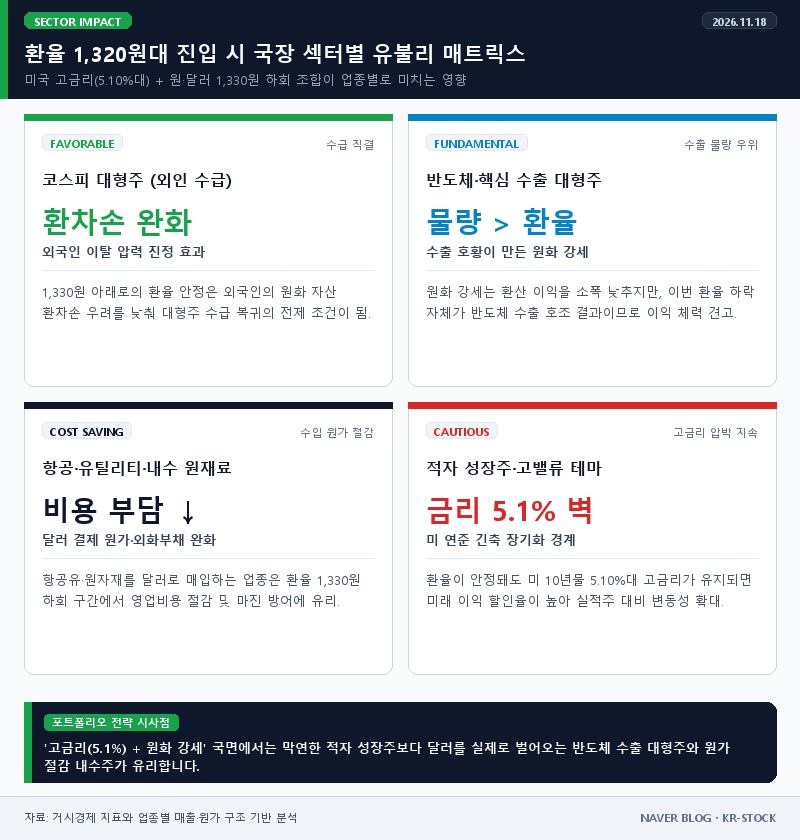 SECTOR IMPACT
2026.11.18
환율 1,320원대 진입 시 국장 섹터별 유불리 매트릭스
미국 고금리(5.10%대) + 원·달러 1,330원 하회 조합이 업종별로 미치는 영향
FAVORABLE
수급 직결
코스피 대형주 (외인 수급)
환차손 완화
외국인 이탈 압력 진정 효과
1,330원 아래로의 환율 안정은 외국인의 원화 자산
환차손 우려를 낮춰 대형주 수급 복귀의 전제 조건이 됨.
FUNDAMENTAL
수출 물량 우위
반도체·핵심 수출 대형주
물량 > 환율
수출 호황이 만든 원화 강세
원화 강세는 환산 이익을 소폭 낮추지만, 이번 환율 하락
자체가 반도체 수출 호조 결과이므로 이익 체력 견고.
COST SAVING
수입 원가 절감
항공·유틸리티·내수 원재료
비용 부담 ↓
달러 결제 원가·외화부채 완화
항공유·원자재를 달러로 매입하는 업종은 환율 1,330원
하회 구간에서 영업비용 절감 및 마진 방어에 유리.
CAUTIOUS
고금리 압박 지속
적자 성장주·고밸류 테마
금리 5.1% 벽
미 연준 긴축 장기화 경계
환율이 안정돼도 미 10년물 5.10%대 고금리가 유지되면
미래 이익 할인율이 높아 실적주 대비 변동성 확대.
포트폴리오 전략 시사점
'고금리(5.1%) + 원화 강세' 국면에서는 막연한 적자 성장주보다 달러를 실제로 벌어오는 반도체 수출 대형주와 원가
절감 내수주가 유리합니다.
자료: 거시경제 지표와 업종별 매출·원가 구조 기반 분석
NAVER BLOG · KR-STOCK